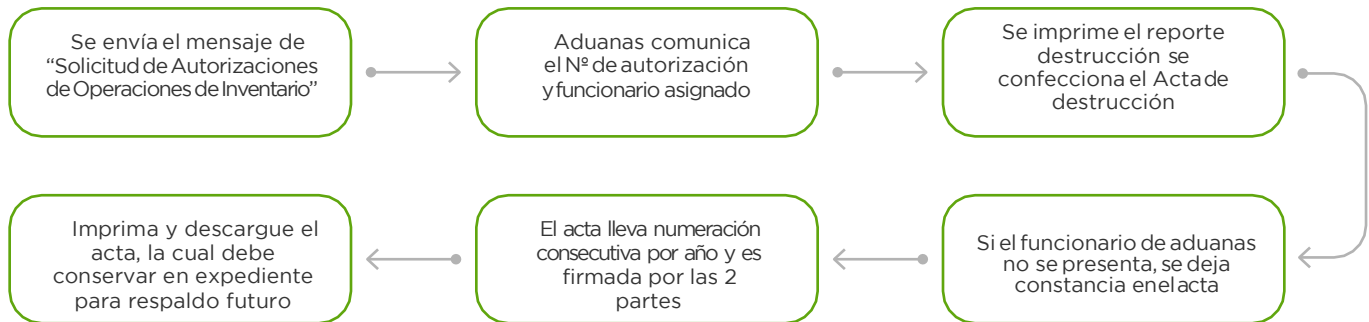 Se envía el mensaje de
“Solicitud de Autorizaciones
de Operaciones de Inventario”
Aduanas comunica
el Nº de autorización
y funcionario asignado
Se imprime el reporte
destrucción se
confecciona el Acta de
destrucción
Si el funcionario de aduanas
no se presenta, se deja
constancia en el acta
El acta lleva numeración
consecutiva por año y es
firmada por las 2
partes
Imprima y descargue el
acta, la cual debe
conservar en expediente
para respaldo futuro